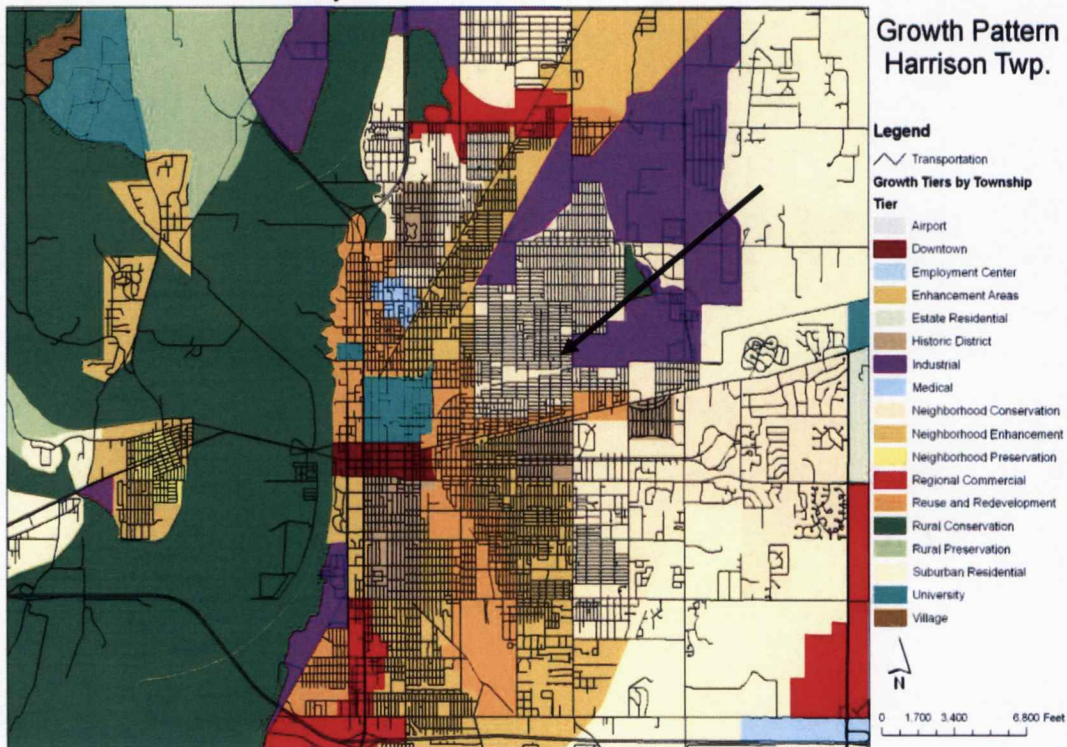 Growth Pattern
Harrison Twp.
Legend
Transportation
Growth Tiers by Township
Tier
Airport
Downtown
Employment Center
Enhancement Areas
Estate Residential
Historic District
Industrial
Medical
Neighborhood Conservation
Neighborhood Enhancement
Neighborhood Preservation
Regional Commercial
Reuse and Redevelopment
Rural Conservation
Rural Preservation
Suburban Residential
University
Village
N
0 1,700 3,400 6,800 Feet